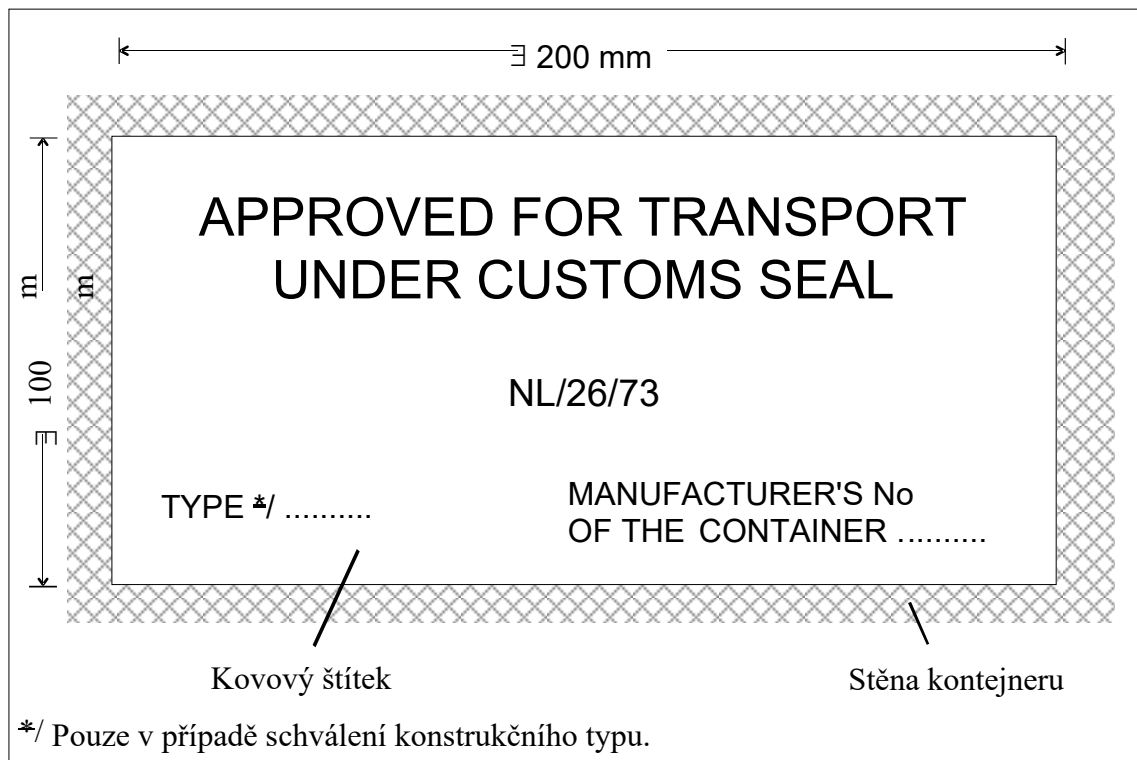 ∃ 200 mm
APPROVED FOR TRANSPORT
UNDER CUSTOMS SEAL
m
m
∃ 100
NL/26/73
TYPE */ ..........
MANUFACTURER'S No
OF THE CONTAINER ..........
Kovový štítek
Stěna kontejneru
*/ Pouze v případě schválení konstrukčního typu.